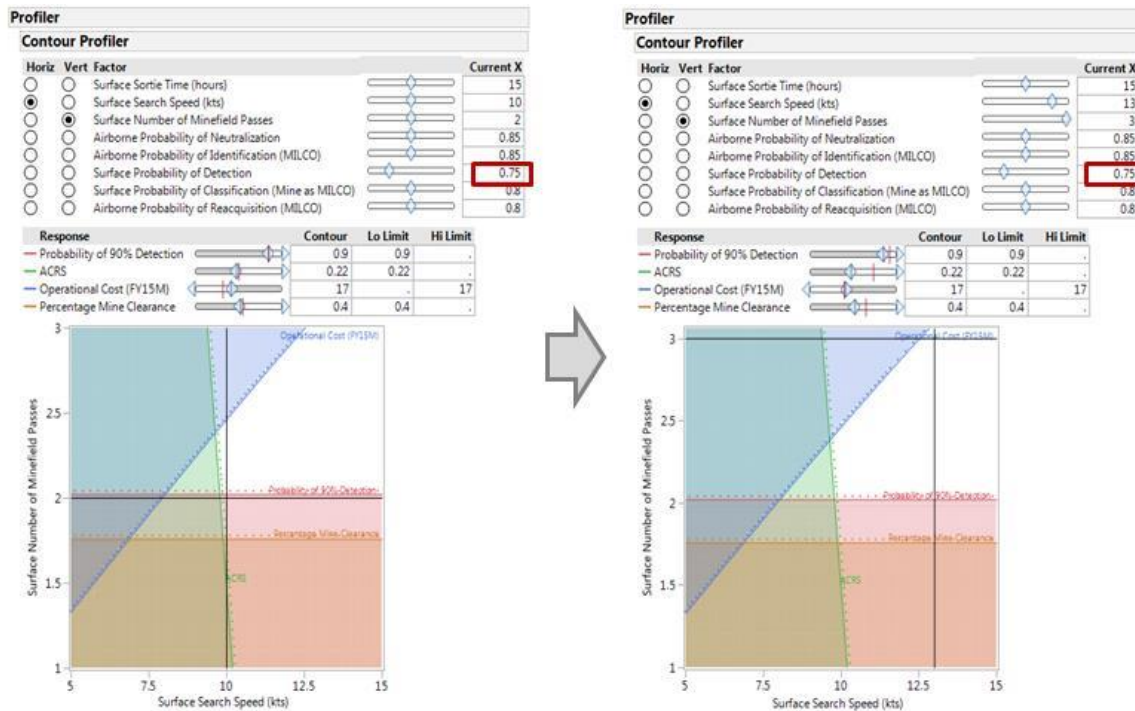 Profiler
Contour Profiler
Horiz Vert Factor Current X
Surface Sortie Time (hours) 15
Surface Search Speed (kts) 10
Surface Number of Minefield Passes 2
Airborne Probability of Neutralization 0.85
Airborne Probability of Identification (MILCO) 0.85
Surface Probability of Detection 0.75
Surface Probability of Classification (Mine as MILCO) 0.8
Airborne Probability of Reacquisition (MILCO) 0.8
Response Contour Lo Limit Hi Limit
Probability of 90% Detection 0.9 0.9 .
ACRS 0.22 0.22 .
Operational Cost (FY15M) 17 . 17
Percentage Mine Clearance 0.4 0.4 .
3
Operational Cost (FY15M)
2.5
Surface Number of Minefield Passes
2
Probability of 90% Detection
Percentage Mine Clearance
1.5
ACRS
1
5 7.5 10 12.5 15
Surface Search Speed (kts)
Profiler
Contour Profiler
Horiz Vert Factor Current X
Surface Sortie Time (hours) 15
Surface Search Speed (kts) 13
Surface Number of Minefield Passes 3
Airborne Probability of Neutralization 0.85
Airborne Probability of Identification (MILCO) 0.85
Surface Probability of Detection 0.75
Surface Probability of Classification (Mine as MILCO) 0.8
Airborne Probability of Reacquisition (MILCO) 0.8
Response Contour Lo Limit Hi Limit
Probability of 90% Detection 0.9 0.9 .
ACRS 0.22 0.22 .
Operational Cost (FY15M) 17 . 17
Percentage Mine Clearance 0.4 0.4 .
3
Operational Cost (FY15M)
2.5
Surface Number of Minefield Passes
2
Probability of 90% Detection
Percentage Mine Clearance
1.5
ACRS
1
5 7.5 10 12.5 15
Surface Search Speed (kts)